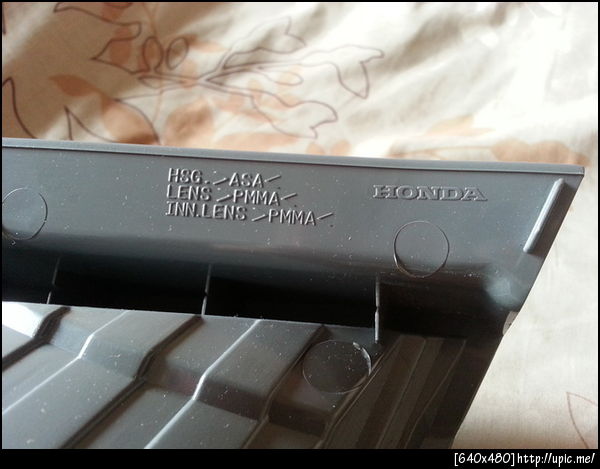 HSG.>ASA<
LENS>PMMA<
INN.LENS>PMMA<
HONDA
[640x480]http://upic.me/